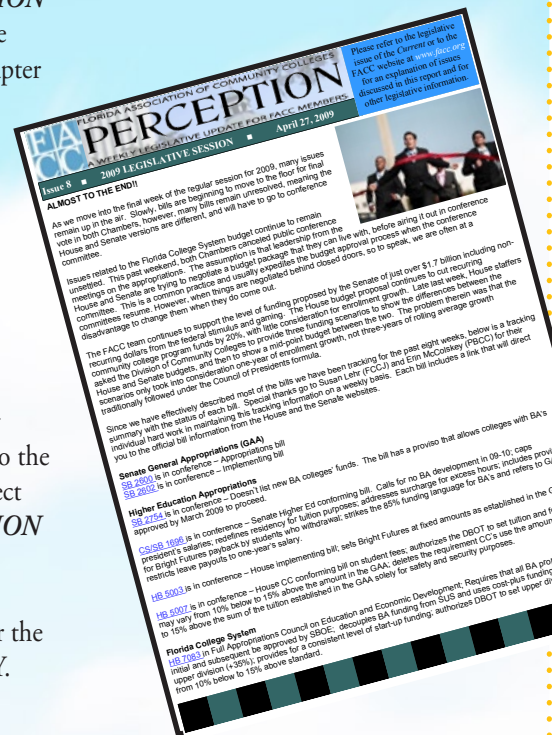 ION
e
apter
o the
ect
ION
r the
Y.
FLORIDA ASSOCIATION OF COMMUNITY COLLEGES
FACC
PERCEPTION
A WEEKLY LEGISLATIVE UPDATE FOR FACC MEMBERS
Please refer to the legislative
issue of the Current or to the
FACC website at www.facc.org
for an explanation of issues
discussed in this report and for
other legislative information.
Issue 8 ■ 2009 LEGISLATIVE SESSION ■ April 27, 2009
ALMOST TO THE END!!
As we move into the final week of the regular session for 2009, many issues
remain up in the air. Slowly, bills are beginning to move to the floor for final
vote in both Chambers, however, many bills remain unresolved, meaning the
House and Senate versions are different, and will have to go to conference
committee.
Issues related to the Florida College System budget continue to remain
unsettled. This past weekend, both Chambers canceled public conference
meetings on the appropriations. The assumption is that leadership from the
House and Senate are trying to negotiate a budget package that they can live with, before airing it out in conference
committee. This is a common practice and usually expedites the budget approval process when the conference
committees resume. However, when things are negotiated behind closed doors, so to speak, we are often at a
disadvantage to change them when they do come out.
The FACC team continues to support the level of funding proposed by the Senate of just over $1.7 billion including non-
recurring dollars from the federal stimulus and gaming. The House budget proposal continues to cut recurring
community college program funds by 20%, with little consideration for enrollment growth. Late last week, House staffers
asked the Division of Community Colleges to provide three funding scenarios to show the differences between the
House and Senate budgets, and then to show a mid-point budget between the two. The problem therein was that the
scenarios only took into consideration one-year of enrollment growth, not three-years of rolling average growth
traditionally followed under the Council of Presidents formula.
Since we have effectively described most of the bills we have been tracking for the past eight weeks, below is a tracking
summary with the status of each bill. Special thanks go to Susan Lehr (FCCJ) and Erin McColskey (PBCC) for their
individual hard work in maintaining this tracking information on a weekly basis. Each bill includes a link that will direct
you to the official bill information from the House and the Senate websites.
Senate General Appropriations (GAA)
SB 2600 is in conference – Appropriations bill
SB 2602 is in conference – Implementing bill
Higher Education Appropriations
SB 2754 is in conference – Doesn't list new BA colleges' funds. The bill has a proviso that allows colleges with BA's
approved by March 2009 to proceed.
CS/SB 1696 is in conference – Senate Higher Ed conforming bill. Calls for no BA development in 09-10; caps
president's salaries; redefines residency for tuition purposes; addresses surcharge for excess hours; includes
for Bright Futures payback by students who withdrawal; strikes the 85% funding language for BA's and refers to
restricts leave payouts to one-year's salary.
HB 5003 is in conference – House implementing bill; sets Bright Futures at fixed amounts as established in the
HB 5007 is in conference – House CC conforming bill on student fees; authorizes the DBOT to set tuition and
may vary from 10% below to 15% above the amount in the GAA; deletes the requirement CC's use the
to 15% above the sum of the tuition established in the GAA solely for safety and security purposes.
Florida College System
HB 7083 in Full Appropriations Council on Education and Economic Development; Requires that all BA
initial and subsequent be approved by SBOE; decouples BA funding from SUS and uses cost-plus funding
upper division (+35%); provides for a consistent level of start-up funding; authorizes DBOT to set upper
from 10% below to 15% above standard.